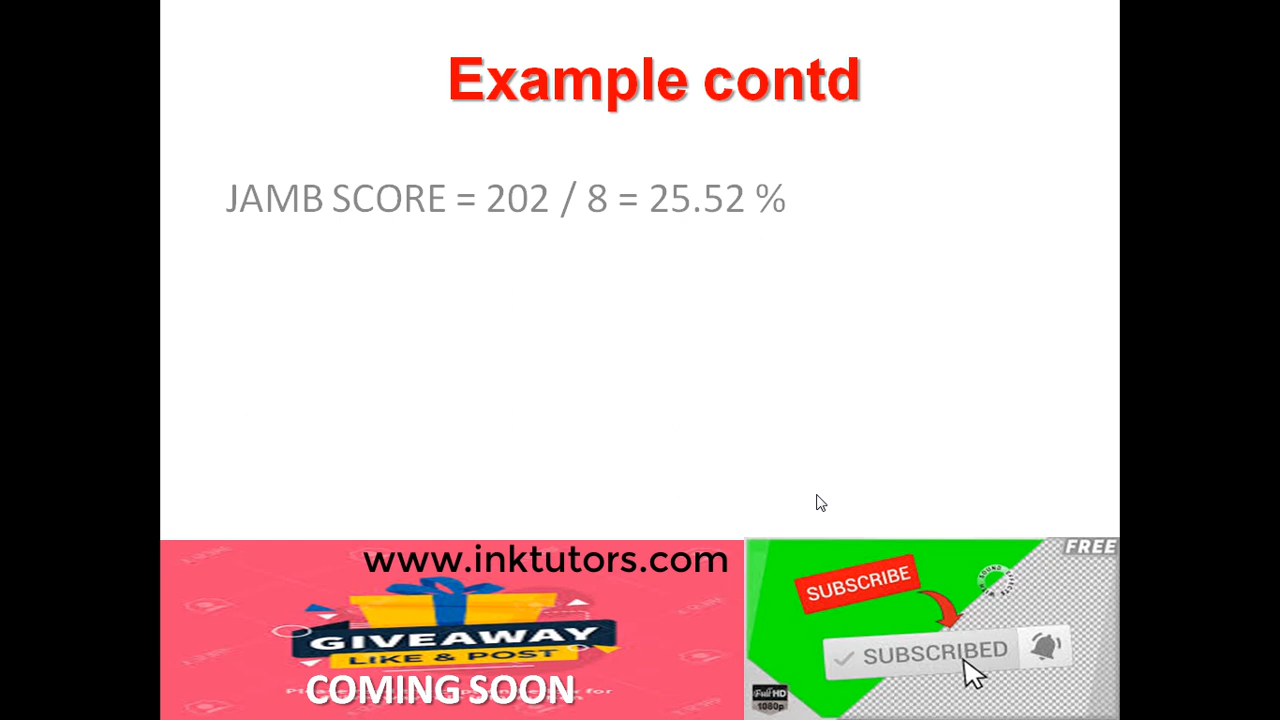 Example contd
JAMB SCORE = 202 / 8 = 25.52 %
www.inktutors.com
GIVEAWAY
LIKE & POST
COMING SOON
FREE
SUBSCRIBE
SUBSCRIBED
Full HD
1080p